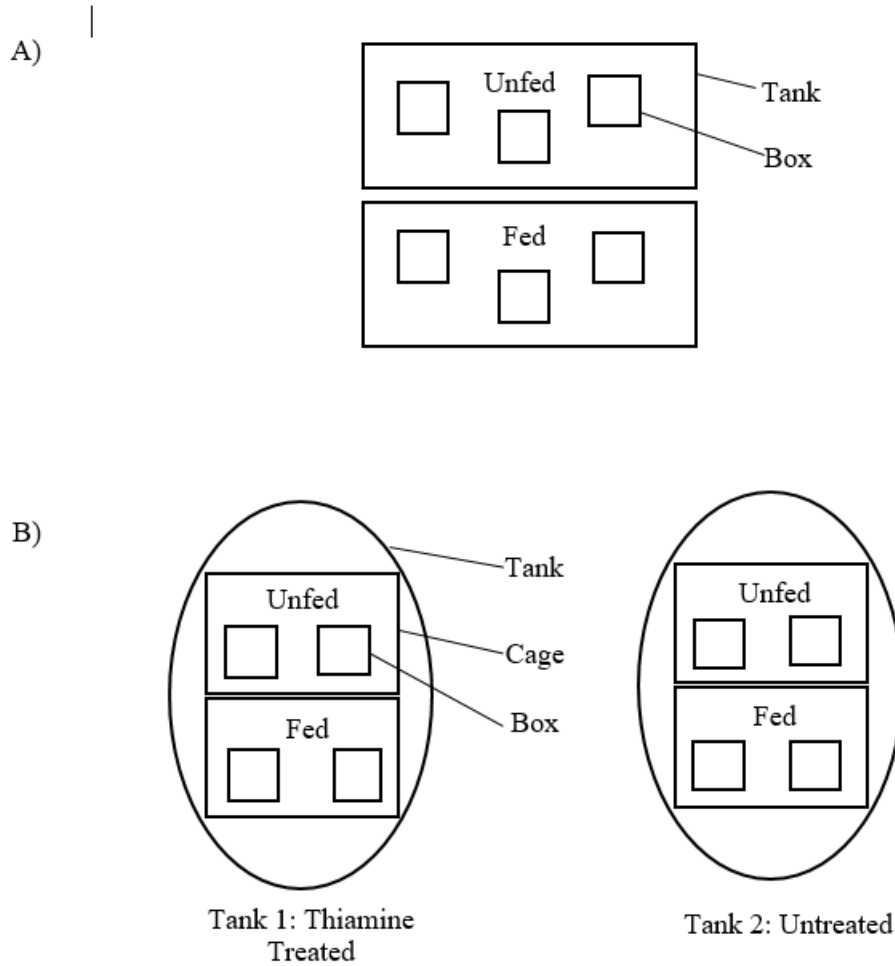 A)
Unfed
Tank
Box
Fed
B)
Tank
Unfed
Cage
Box
Fed
Unfed
Fed
Tank 1: Thiamine
Treated
Tank 2: Untreated